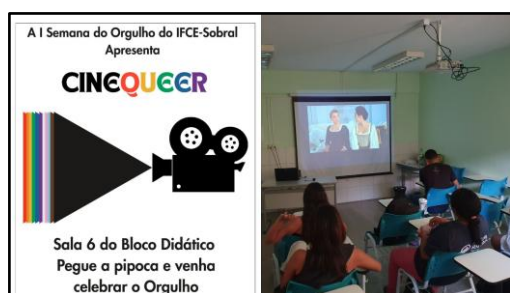 A I Semana do Orgulho do IFCE-Sobral
Apresenta
CINEQUEER
Sala 6 do Bloco Didático
Pegue a pipoca e venha
celebrar o Orgulho